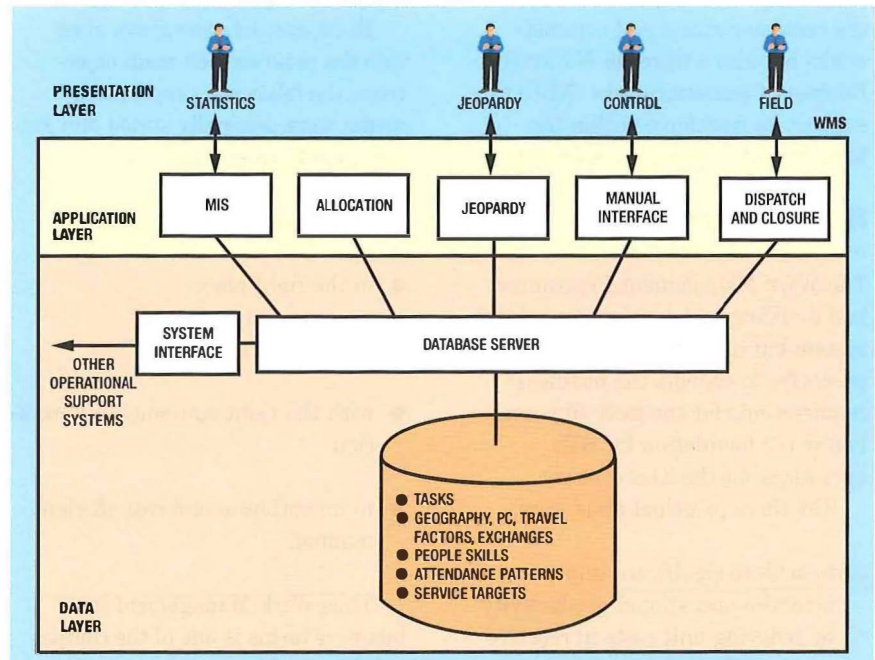 PRESENTATION
LAYER
STATISTICS
JEOPARDY
CONTRDL
FIELD
WMS
APPLICATION
LAYER
MIS
ALLOCATION
JEOPARDY
MANUAL
INTERFACE
DISPATCH
AND CLOSURE
SYSTEM
INTERFACE
DATABASE SERVER
OTHER
OPERATIONAL
SUPPORT
SYSTEMS
● TASKS
● GEOGRAPHY, PC, TRAVEL
FACTORS, EXCHANGES
● PEOPLE SKILLS
● ATTENDANCE PATTERNS
● SERVICE TARGETS
DATA
LAYER